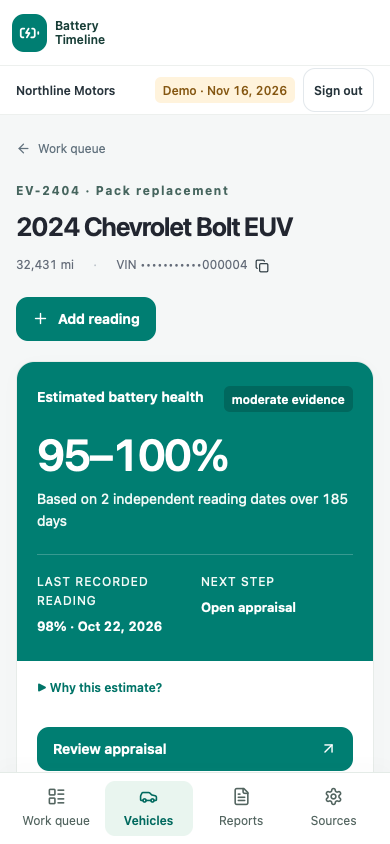 Battery
Timeline
Northline Motors
Demo · Nov 16, 2026
Sign out
Work queue
EV-2404 · Pack replacement
2024 Chevrolet Bolt EUV
32,431 mi · VIN •••••••••••000004
Add reading
Estimated battery health
moderate evidence
95–100%
Based on 2 independent reading dates over 185
days
LAST RECORDED
READING
98% · Oct 22, 2026
NEXT STEP
Open appraisal
Why this estimate?
Review appraisal
Work queue
Vehicles
Reports
Sources